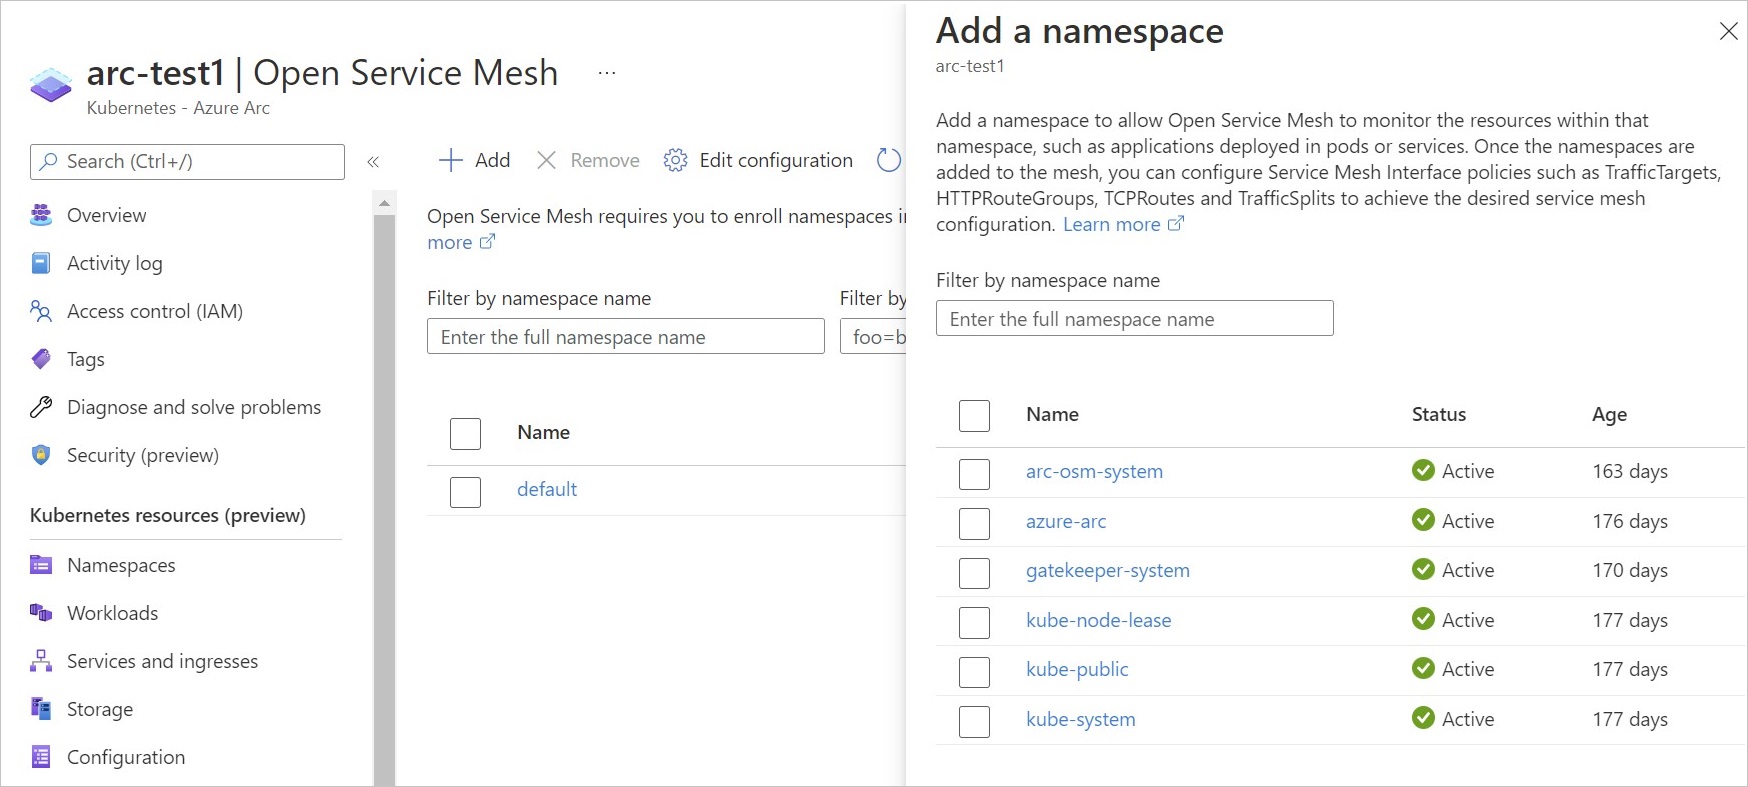 arc-test1 | Open Service Mesh ...
Kubernetes - Azure Arc
Search (Ctrl+/)
«
Overview
Activity log
Access control (IAM)
Tags
Diagnose and solve problems
Security (preview)
Kubernetes resources (preview)
Namespaces
Workloads
Services and ingresses
Storage
Configuration
Add
Remove
Edit configuration
Open Service Mesh requires you to enroll namespaces
more
Filter by namespace name
Filter by
Enter the full namespace name
foo=b
Name
default
Add a namespace
arc-test1
Add a namespace to allow Open Service Mesh to monitor the resources within that
namespace, such as applications deployed in pods or services. Once the namespaces are
added to the mesh, you can configure Service Mesh Interface policies such as TrafficTargets,
HTTPRouteGroups, TCPRoutes and TrafficSplits to achieve the desired service mesh
configuration. Learn more
Filter by namespace name
Enter the full namespace name
Name Status Age
arc-osm-system Active 163 days
azure-arc Active 176 days
gatekeeper-system Active 170 days
kube-node-lease Active 177 days
kube-public Active 177 days
kube-system Active 177 days